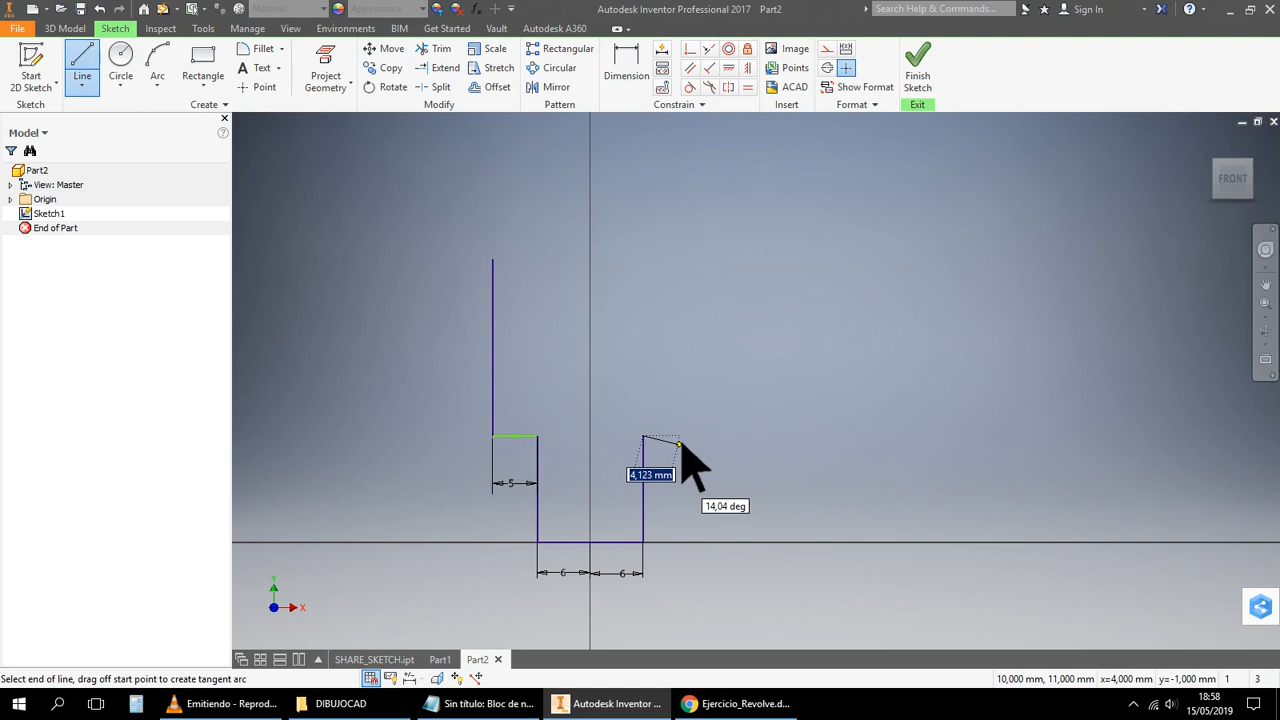 PRO
Material
Appearance
Autodesk Inventor Professional 2017   Part2
Search Help & Commands...
Sign In
File
3D Model
Sketch
Inspect
Tools
Manage
View
Environments
BIM
Get Started
Vault
Autodesk A360
Start
2D Sketch
Line
Circle
Arc
Rectangle
Fillet
Text
Point
Project
Geometry
Move
Copy
Rotate
Trim
Extend
Split
Scale
Stretch
Offset
Rectangular
Circular
Mirror
Dimension
Image
Points
ACAD
Show Format
Finish
Sketch
Sketch
Create
Modify
Pattern
Constrain
Insert
Format
Exit
Model
Part2
View: Master
Origin
Sketch1
End of Part
FRONT
4,123 mm
14,04 deg
5
6
6
Y
X
SHARE_SKETCH.ipt
Part1
Part2
Select end of line, drag off start point to create tangent arc
10,000 mm, 11,000 mm
x=4,000 mm
y=-1,000 mm
1
3
Emitiendo - Reprod...
DIBUJOCAD
Sin título: Bloc de n...
Autodesk Inventor ...
Ejercicio_Revolve.d...
18:58
15/05/2019